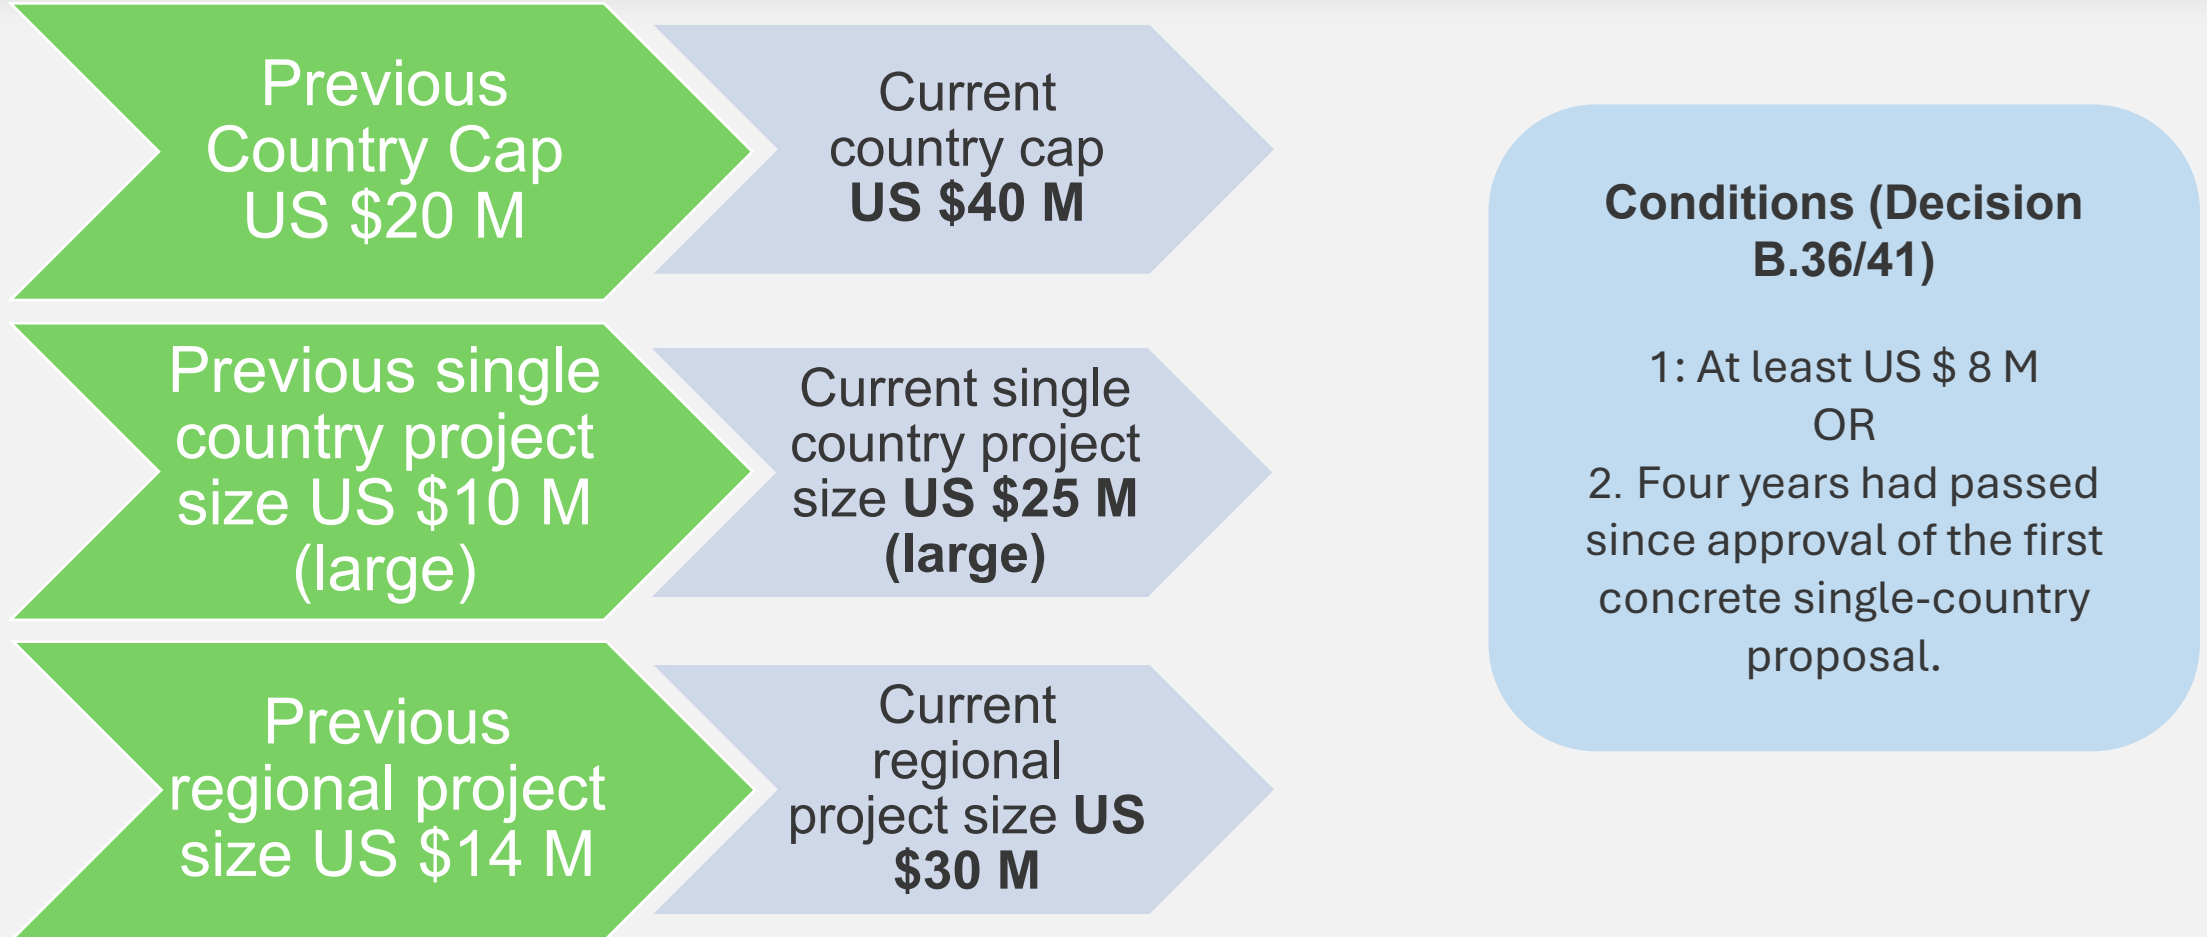 Previous
Country Cap
US $20 M
Current
country cap
US $40 M
Previous single
country project
size US $10 M
(large)
Current single
country project
size US $25 M
(large)
Previous
regional project
size US $14 M
Current
regional
project size US
$30 M
Conditions (Decision
B.36/41)
1: At least US $ 8 M
OR
2. Four years had passed
since approval of the first
concrete single-country
proposal.